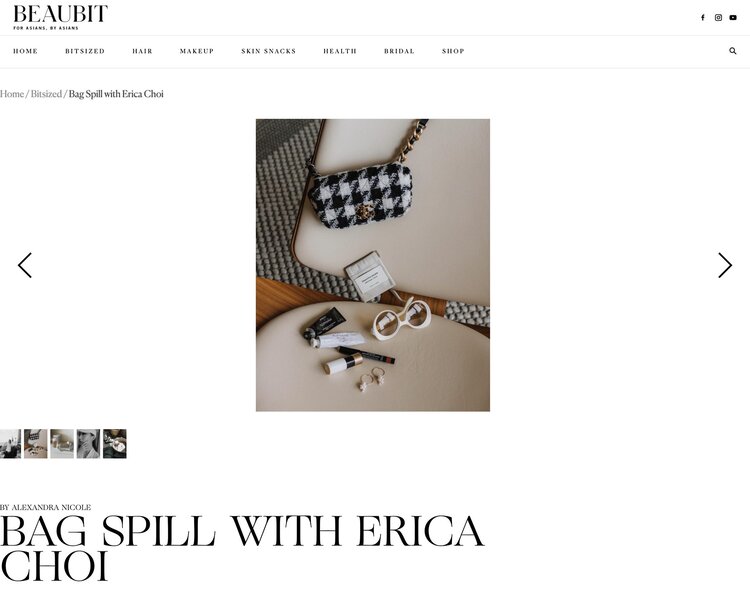 BEAUBIT
FOR ASIANS, BY ASIANS
HOME BITSIZED HAIR MAKEUP SKIN SNACKS HEALTH BRIDAL SHOP
Home / Bitsized / Bag Spill with Erica Choi
BY ALEXANDRA NICOLE
BAG SPILL WITH ERICA
CHOI